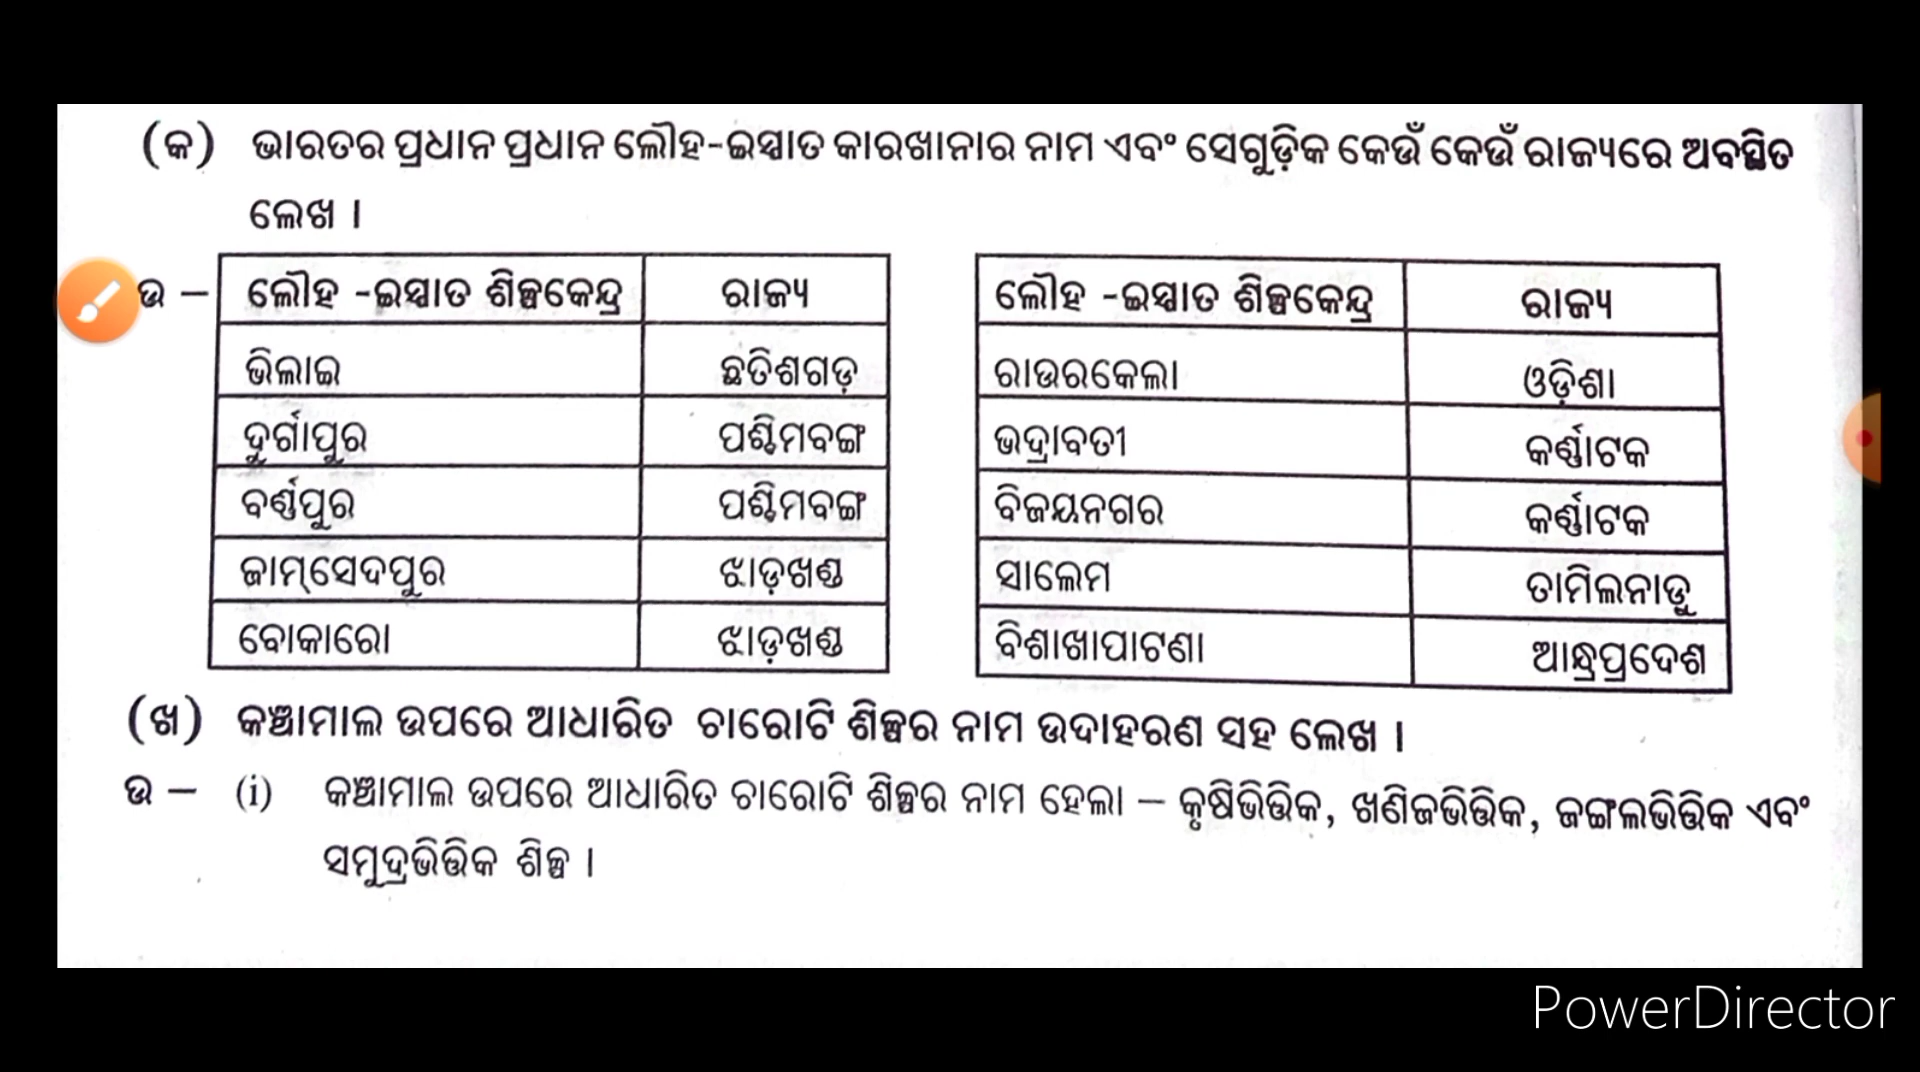 (କ) ଭାରତର ପ୍ରଧାନ ପ୍ରଧାନ ଲୌହ-ଇସ୍ପାତ କାରଖାନାର ନାମ ଏବଂ ସେଗୁଡ଼ିକ କେଉଁ କେଉଁ ରାଜ୍ୟରେ ଅବସ୍ଥିତ
ଲେଖ ।
ଉ – ଲୌହ -ଇସ୍ପାତ ଶିଳ୍ପକେନ୍ଦ୍ର ରାଜ୍ୟ
ଭିଲାଇ ଛତିଶଗଡ଼
ଦୁର୍ଗାପୁର ପଶ୍ଚିମବଙ୍ଗ
ବର୍ଣ୍ଣପୁର ପଶ୍ଚିମବଙ୍ଗ
ଜାମ୍‌ସେଦପୁର ଝାଡ଼ଖଣ୍ଡ
ବୋକାରୋ ଝାଡ଼ଖଣ୍ଡ
ଲୌହ -ଇସ୍ପାତ ଶିଳ୍ପକେନ୍ଦ୍ର ରାଜ୍ୟ
ରାଉରକେଲା ଓଡ଼ିଶା
ଭଦ୍ରାବତୀ କର୍ଣ୍ଣାଟକ
ବିଜୟନଗର କର୍ଣ୍ଣାଟକ
ସାଲେମ ତାମିଲନାଡୁ
ବିଶାଖାପାଟଣା ଆନ୍ଧ୍ରପ୍ରଦେଶ
(ଖ) କଞ୍ଚାମାଲ ଉପରେ ଆଧାରିତ ଚାରୋଟି ଶିଳ୍ପର ନାମ ଉଦାହରଣ ସହ ଲେଖ ।
ଉ – (i) କଞ୍ଚାମାଲ ଉପରେ ଆଧାରିତ ଚାରୋଟି ଶିଳ୍ପର ନାମ ହେଲା – କୃଷିଭିତ୍ତିକ, ଖଣିଜଭିତ୍ତିକ, ଜଙ୍ଗଲଭିତ୍ତିକ ଏବଂ
ସମୁଦ୍ରଭିତ୍ତିକ ଶିଳ୍ପ ।
PowerDirector